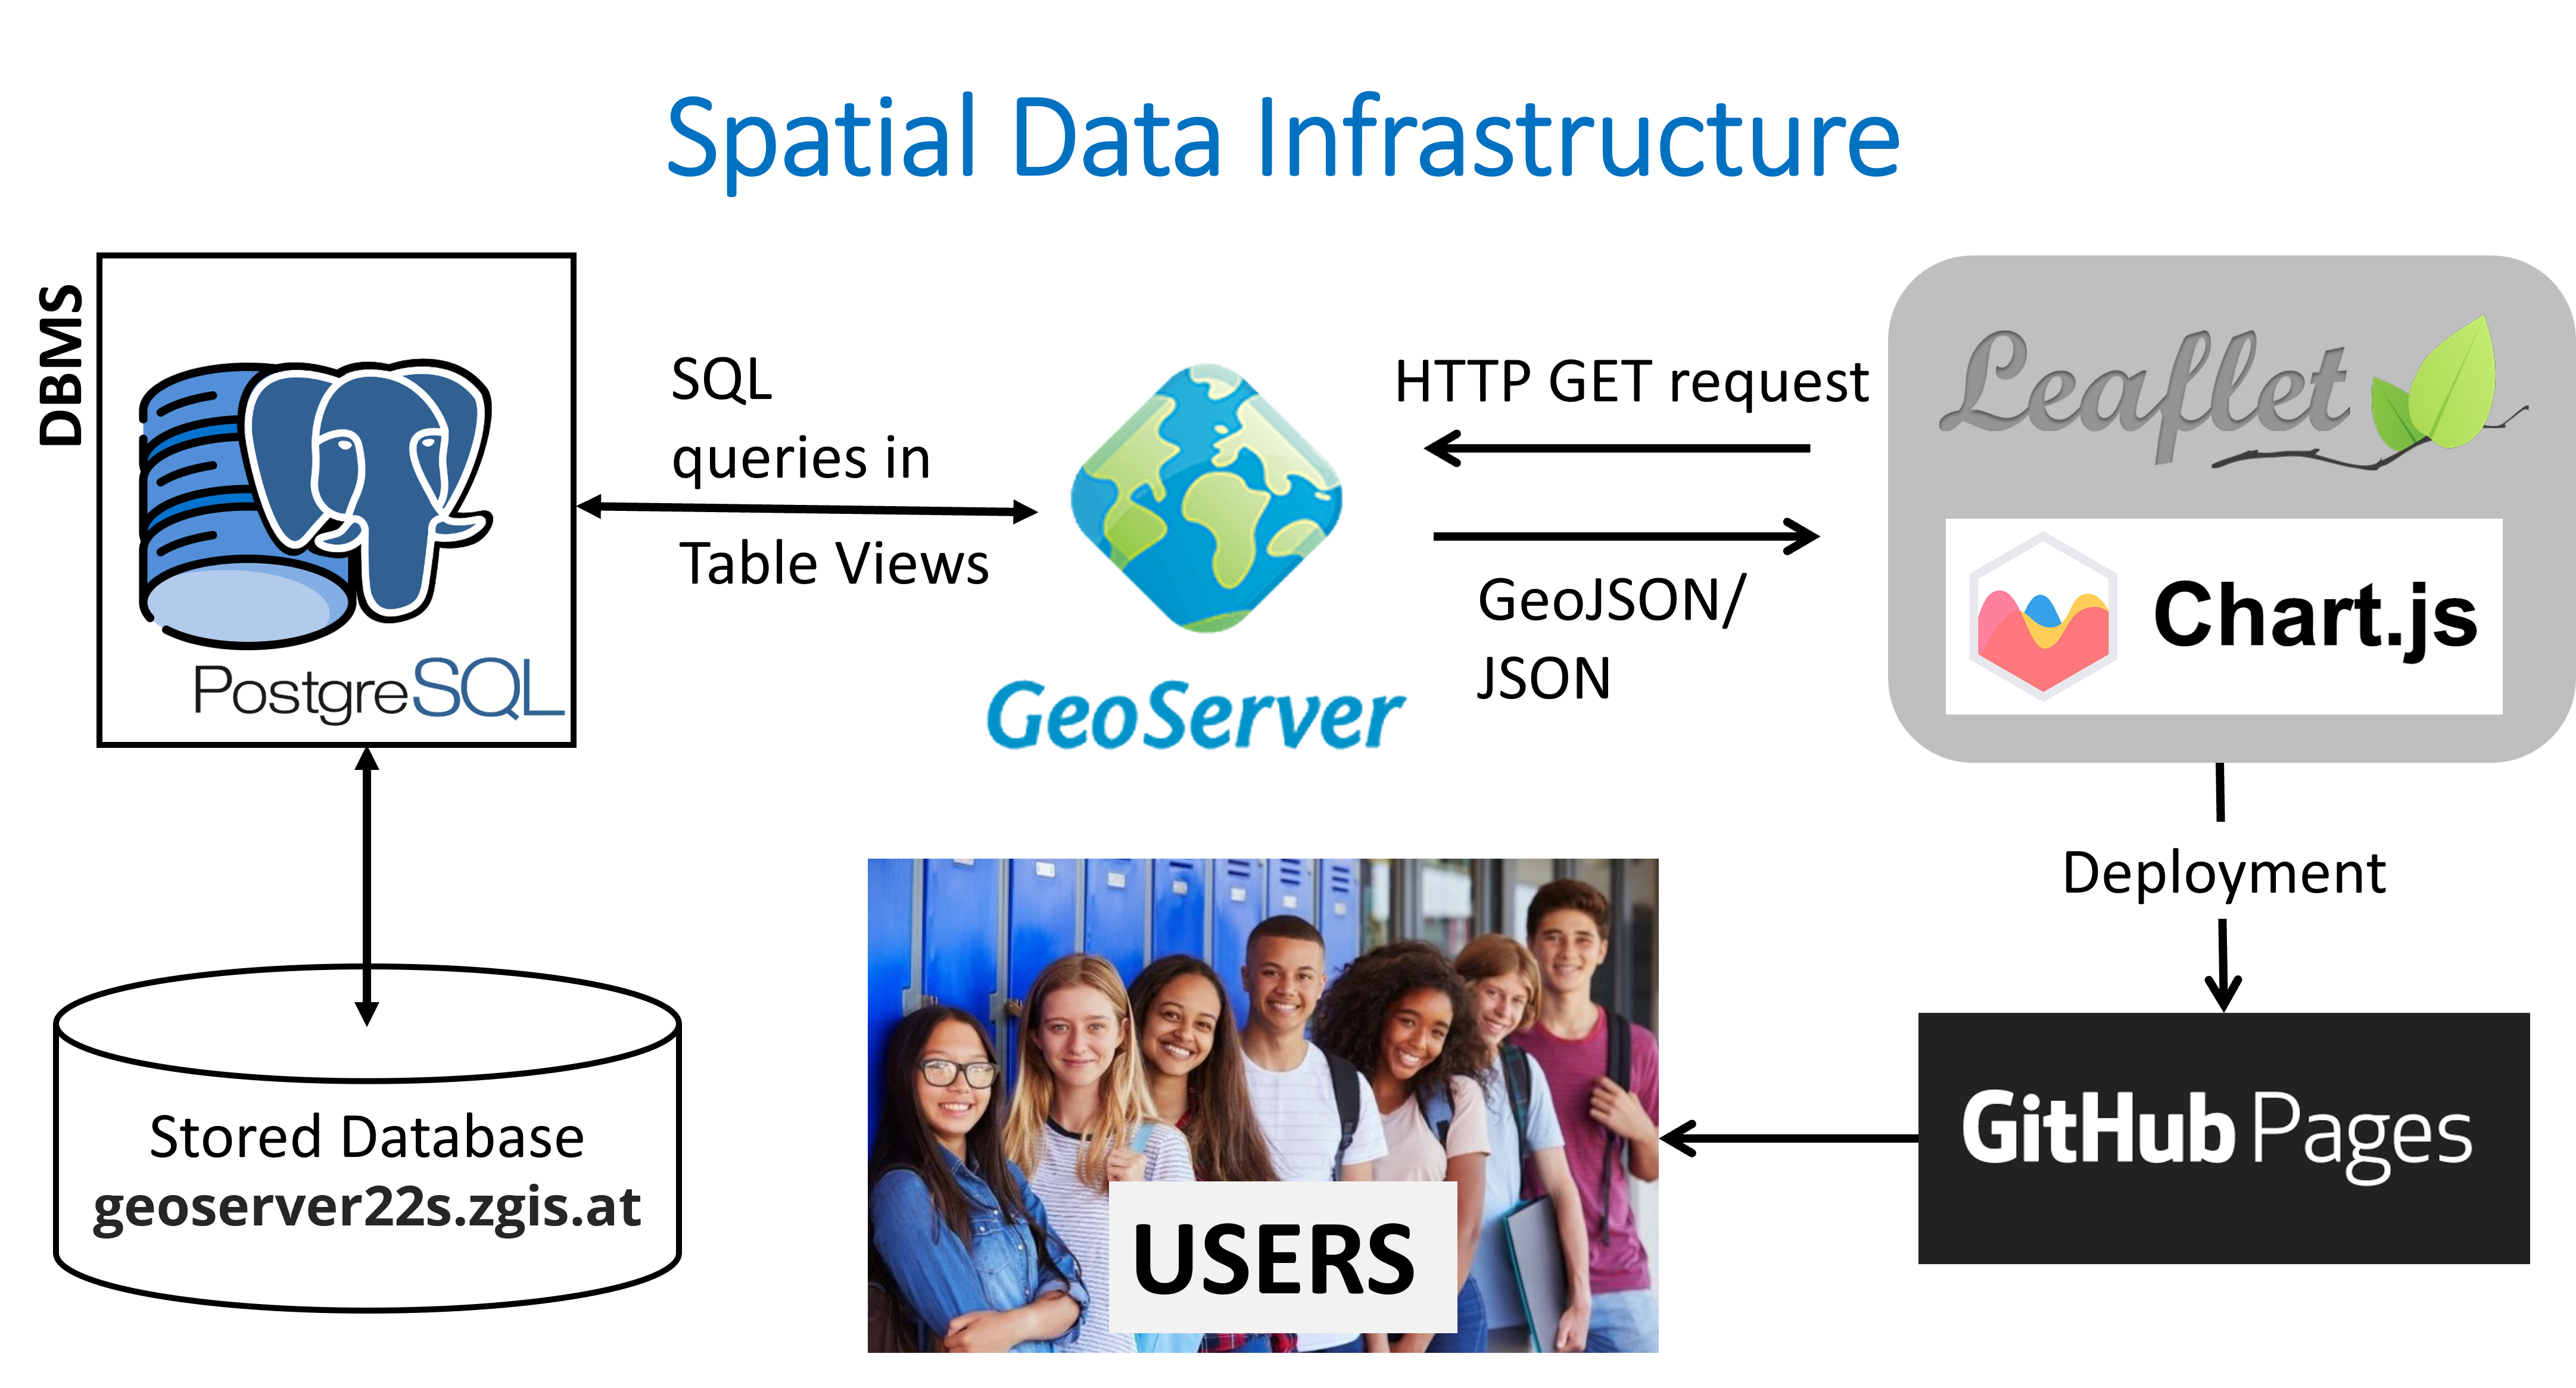 Spatial Data Infrastructure
DBMS
PostgreSQL
SQL
queries in
Table Views
GeoServer
HTTP GET request
GeoJSON/
JSON
Leaflet
Chart.js
Deployment
GitHub Pages
USERS
Stored Database
geoserver22s.zgis.at